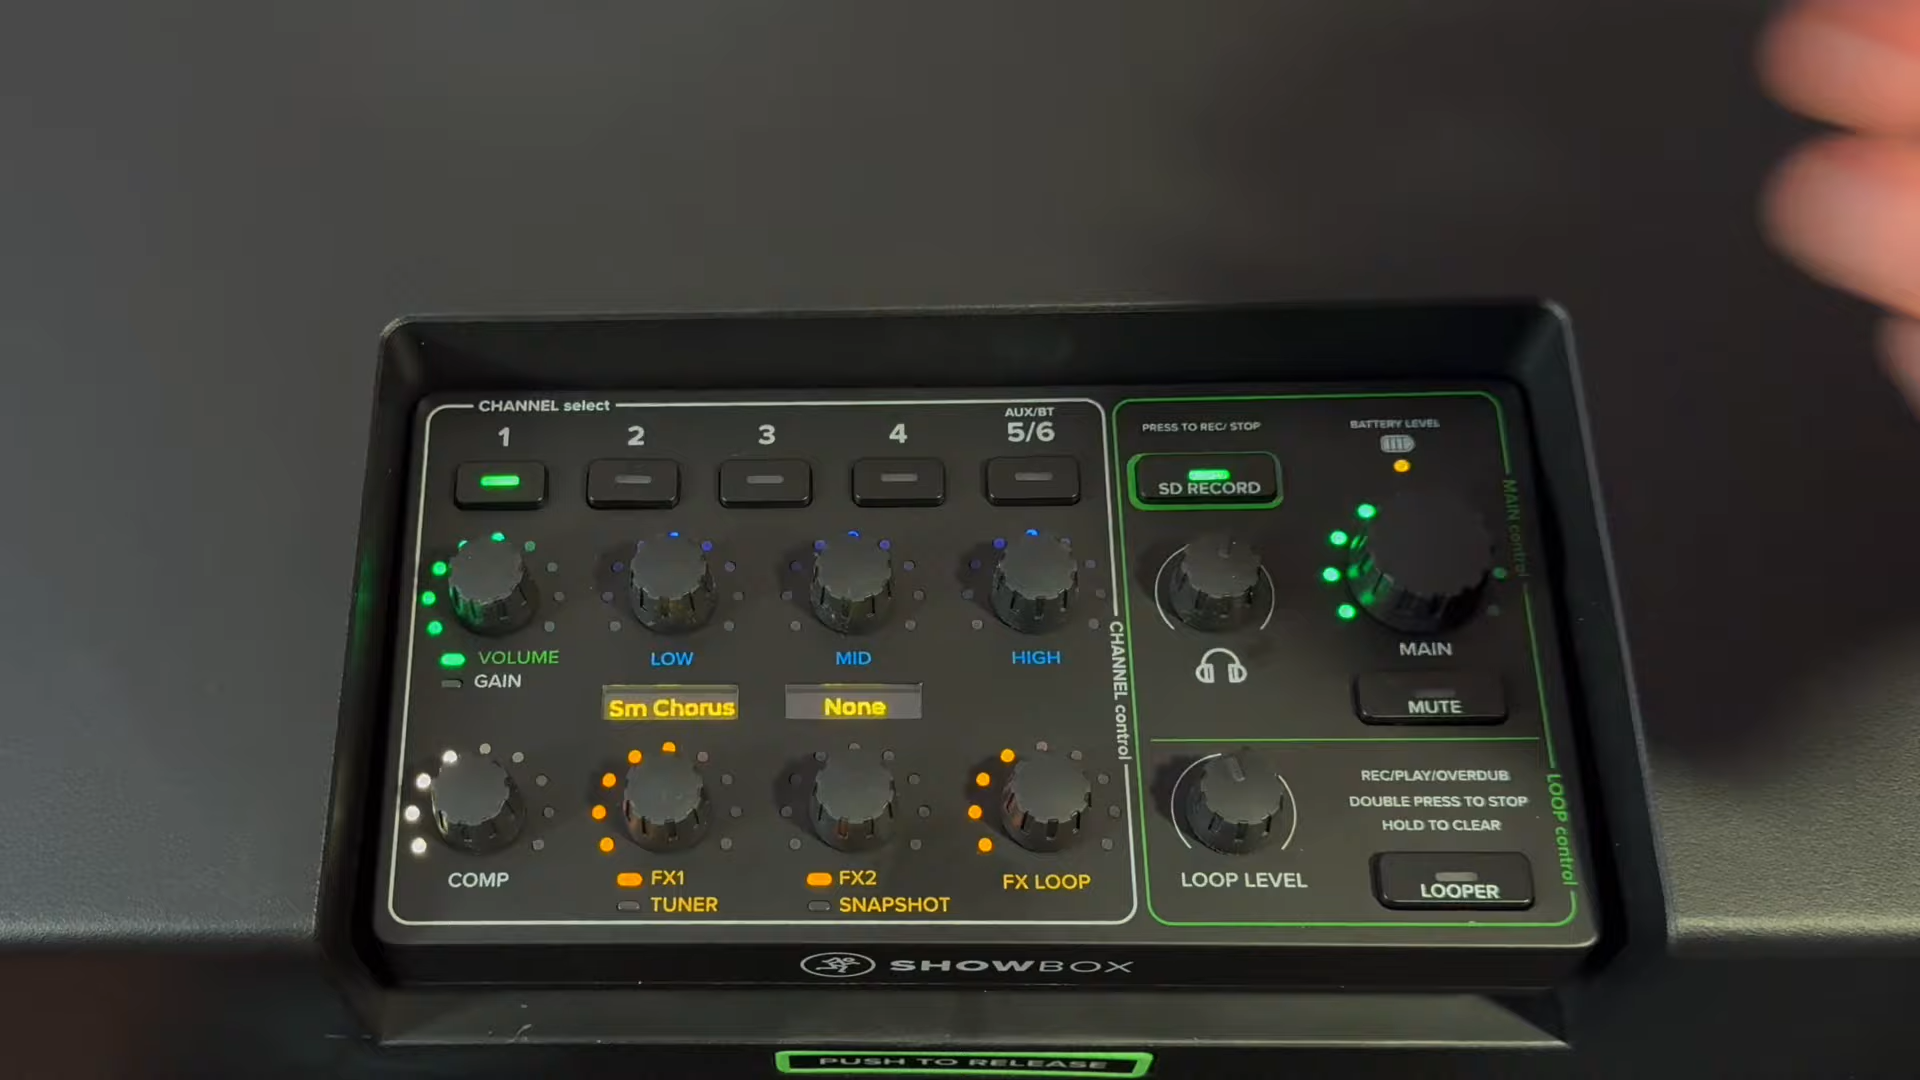 CHANNEL select
1
2
3
4
AUX/BT
5/6
PRESS TO REC/ STOP
SD RECORD
BATTERY LEVEL
MAIN control
VOLUME
GAIN
LOW
MID
HIGH
MAIN
Sm Chorus
None
CHANNEL control
MUTE
COMP
FX1
TUNER
FX2
SNAPSHOT
FX LOOP
LOOP LEVEL
REC/PLAY/OVERDUB
DOUBLE PRESS TO STOP
HOLD TO CLEAR
LOOPER
LOOP control
SHOWBOX
PUSH TO RELEASE